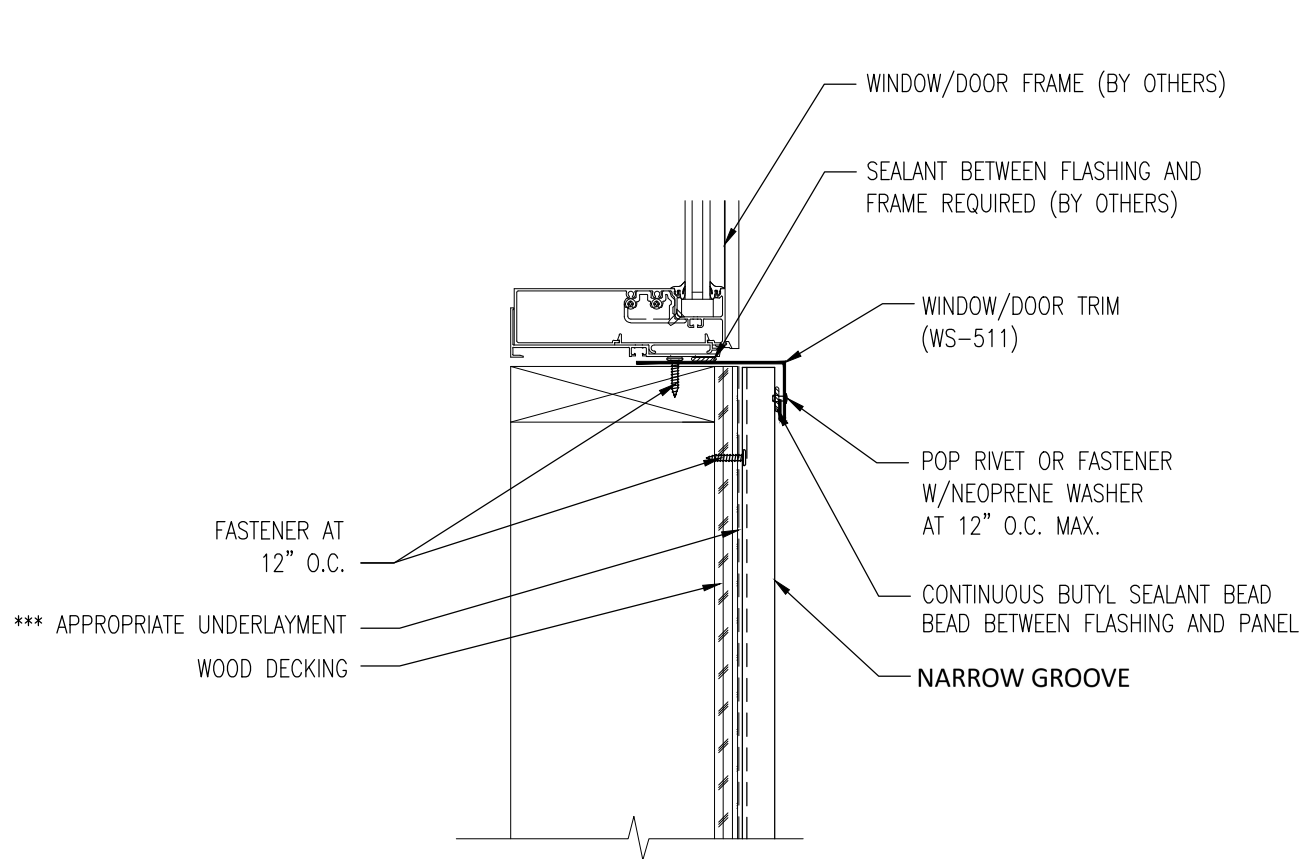 WINDOW/DOOR FRAME (BY OTHERS)
SEALANT BETWEEN FLASHING AND
FRAME REQUIRED (BY OTHERS)
WINDOW/DOOR TRIM
(WS-511)
POP RIVET OR FASTENER
W/NEOPRENE WASHER
AT 12" O.C. MAX.
CONTINUOUS BUTYL SEALANT BEAD
BEAD BETWEEN FLASHING AND PANEL
NARROW GROOVE
FASTENER AT
12" O.C.
*** APPROPRIATE UNDERLAYMENT
WOOD DECKING